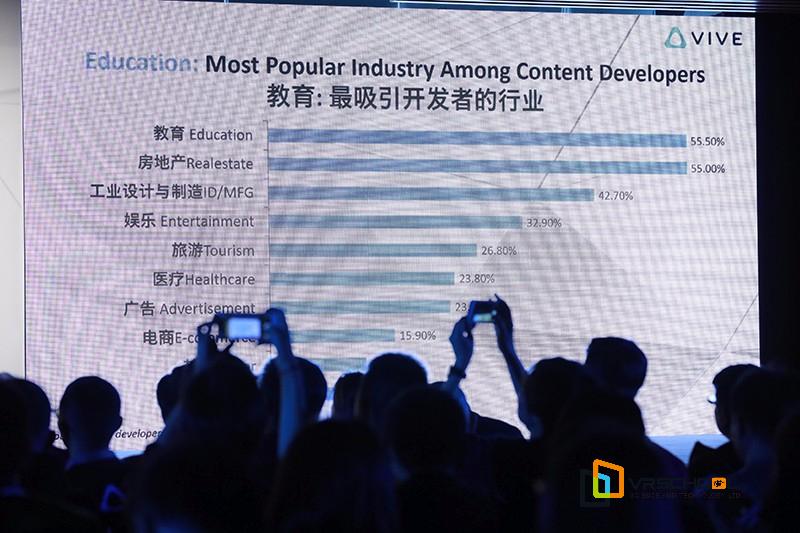 VIVE
Education: Most Popular Industry Among Content Developers
教育: 最吸引开发者的行业
教育 Education 55.50%
房地产Realestate 55.00%
工业设计与制造ID/MFG 42.70%
娱乐 Entertainment 32.90%
旅游Tourism 26.80%
医疗Healthcare 23.80%
广告 Advertisement
电商E-commerce 15.90%
developer
VRSCHOOL